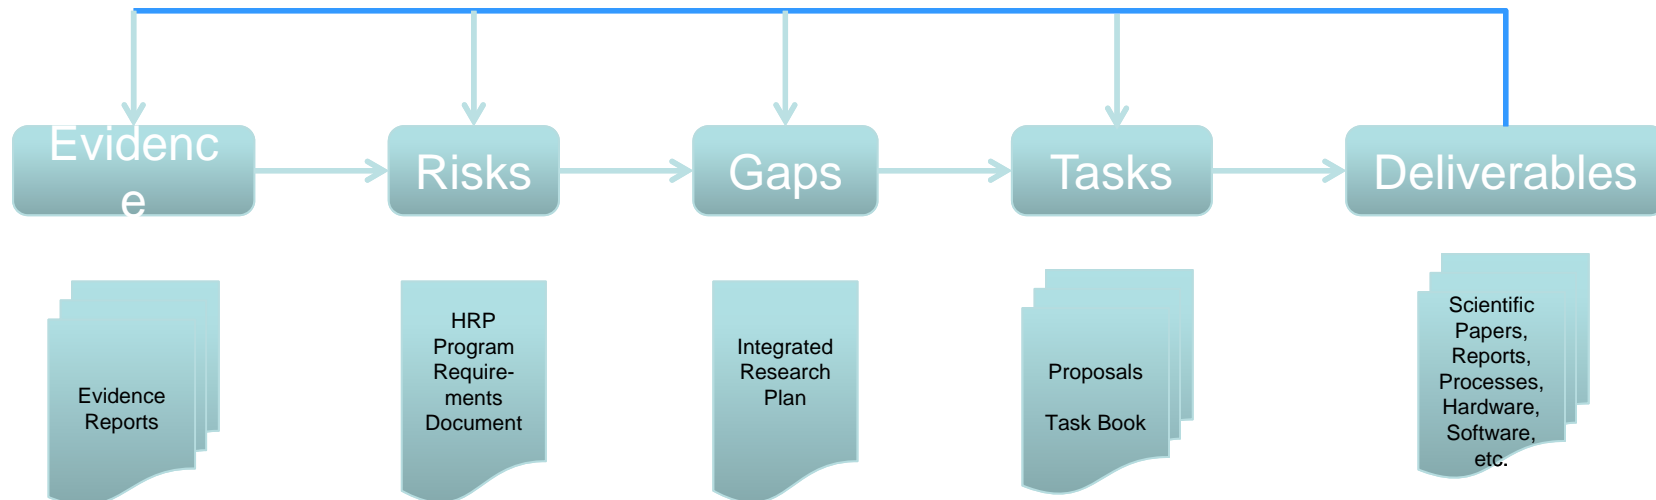 Evidenc
e
Risks
Gaps
Tasks
Deliverables
Evidence
Reports
HRP
Program
Require-
ments
Document
Integrated
Research
Plan
Proposals
Task Book
Scientific
Papers,
Reports,
Processes,
Hardware,
Software,
etc.